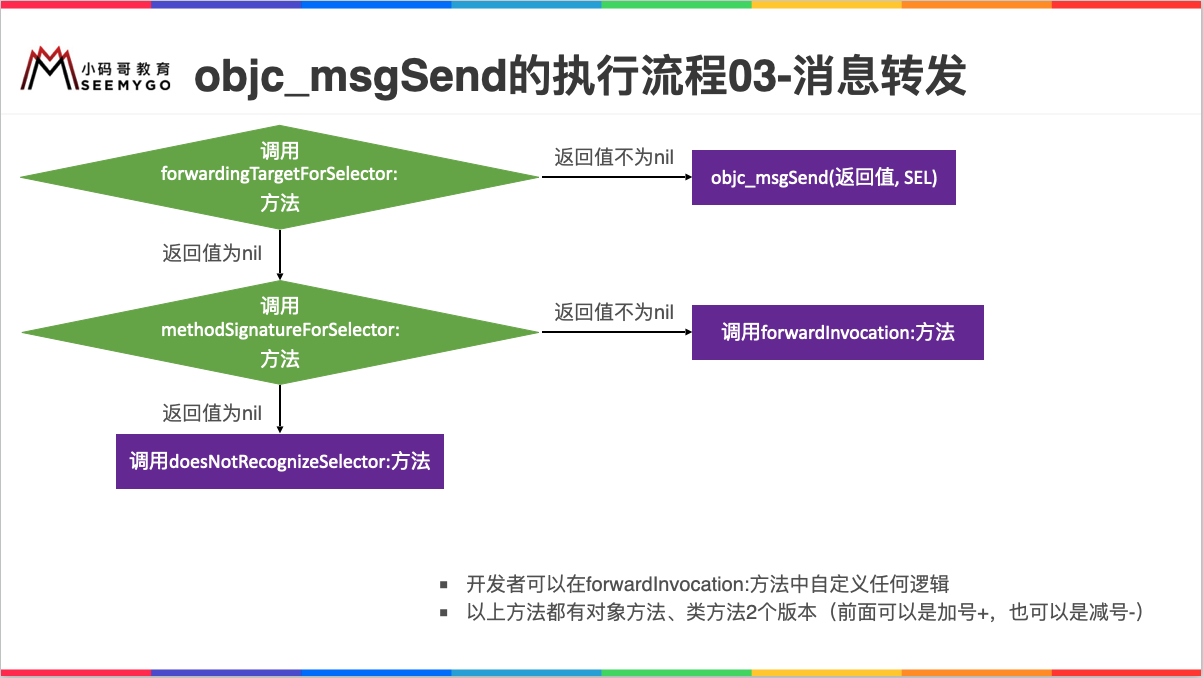 小码哥教育
SEEMYGO
objc_msgSend的执行流程03-消息转发
调用
forwardingTargetForSelector:
方法
返回值不为nil
objc_msgSend(返回值, SEL)
返回值为nil
调用
methodSignatureForSelector:
方法
返回值不为nil
调用forwardInvocation:方法
返回值为nil
调用doesNotRecognizeSelector:方法
▪ 开发者可以在forwardInvocation:方法中自定义任何逻辑
▪ 以上方法都有对象方法、类方法2个版本（前面可以是加号+，也可以是减号-）